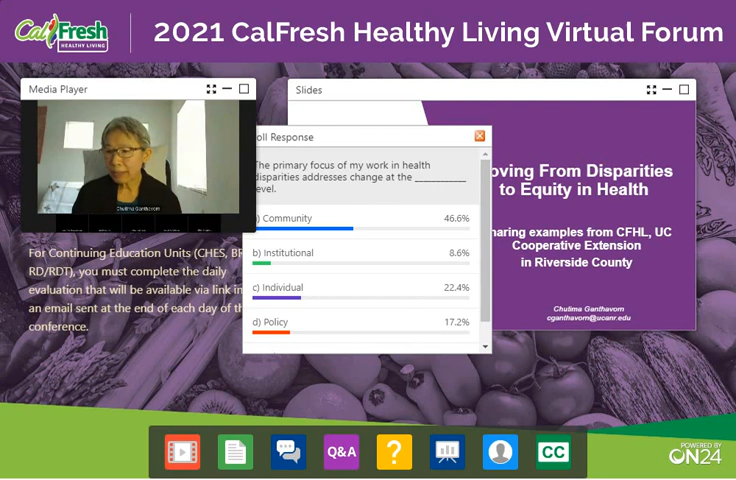 CalFresh
HEALTHY LIVING
2021 CalFresh Healthy Living Virtual Forum
Media Player
Chutima Ganthavorn
For Continuing Education Units (CHES,
RD/RDT), you must complete the daily
evaluation that will be available via link in
an email sent at the end of each day of
conference.
oll Response
The primary focus of my work in health
disparities addresses change at the ____________
level.
a) Community 46.6%
b) Institutional 8.6%
c) Individual 22.4%
d) Policy 17.2%
Slides
oving From Disparities
to Equity in Health
haring examples from CFHL, UC
Cooperative Extension
in Riverside County
Chutima Ganthavorn
cganthavorn@ucanr.edu
Q&A
?
CC
POWERED BY
ON24